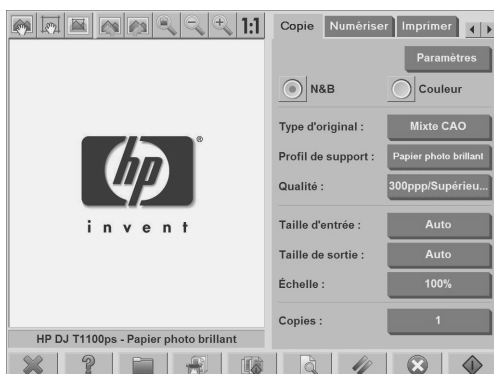 1:1
Copie Numériser Imprimer
Paramètres
N&B Couleur
Type d'original : Mixte CAO
Profil de support : Papier photo brillant
Qualité : 300ppp/Supérieu...
Taille d'entrée : Auto
Taille de sortie : Auto
Échelle : 100%
Copies : 1
hp ®
invent
HP DJ T1100ps - Papier photo brillant